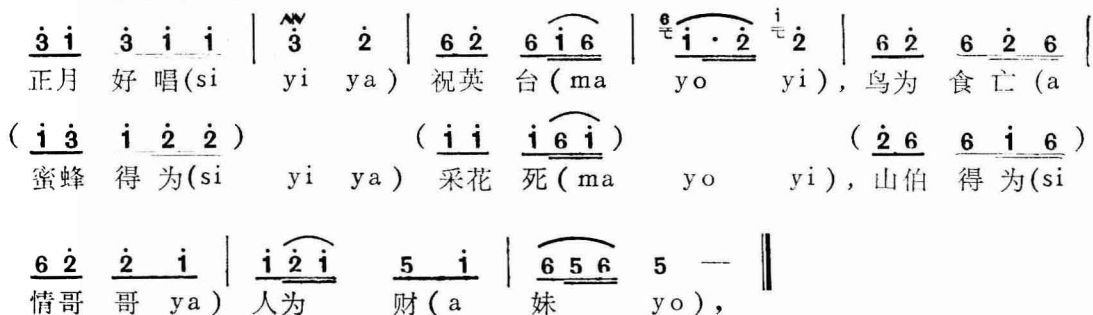 3̇ 1̇ 3̇ 1̇ 1̇ | 3̇ 2̇ | 6 2̇ 6 1̇ 6 | 6 1̇ · 2̇ 1̇ 2̇ | 6 2̇ 6 2̇ 6 |
正月 好唱(si yi ya) 祝英 台(ma yo yi), 鸟为 食亡(a
(1̇ 3̇ 1̇ 2̇ 2̇) (1̇ 1̇ 1̇ 6 1̇) (2̇ 6 6 1̇ 6)
蜜蜂 得为(si yi ya) 采花 死(ma yo yi), 山伯 得为(si
6 2̇ 2̇ 1̇ | 1̇ 2̇ 1̇ 5 1̇ | 6 5 6 5 — ‖
情哥 哥 ya) 人为 财(a 妹 yo),